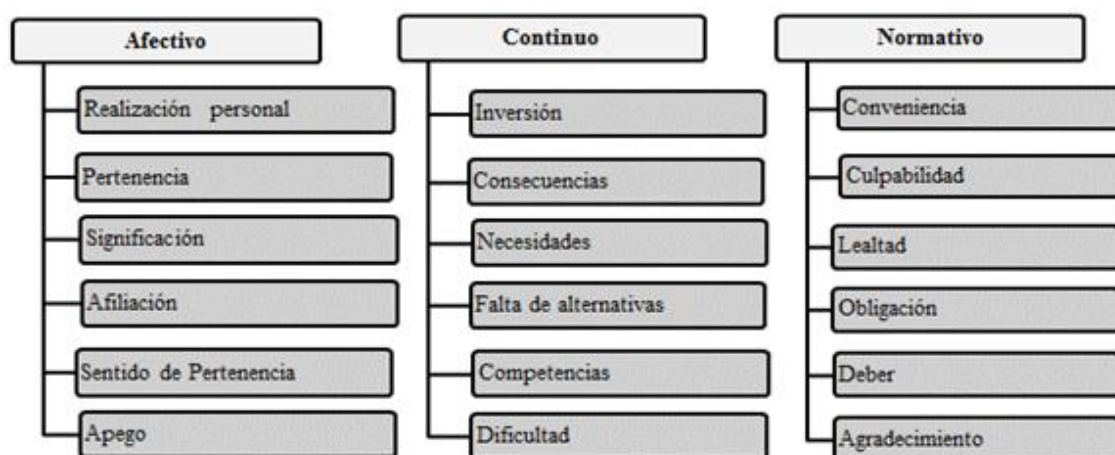 Afectivo
Realización personal
Pertenencia
Significación
Afiliación
Sentido de Pertenencia
Apego
Continuo
Inversión
Consecuencias
Necesidades
Falta de alternativas
Competencias
Dificultad
Normativo
Conveniencia
Culpabilidad
Lealtad
Obligación
Deber
Agradecimiento